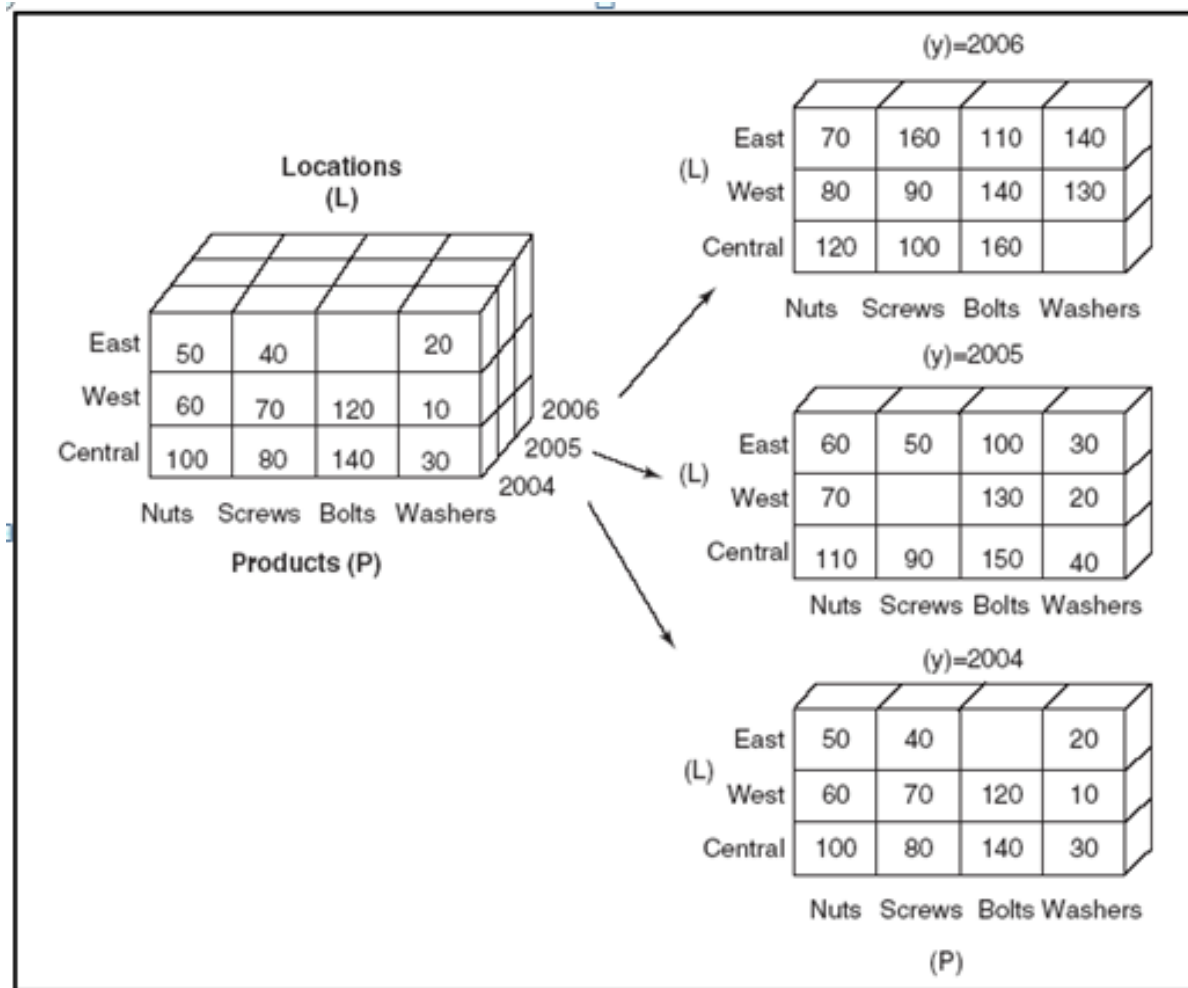 Locations
(L)
East 50 40 20
West 60 70 120 10
Central 100 80 140 30
2006
2005
2004
Nuts Screws Bolts Washers
Products (P)
(y)=2006
East 70 160 110 140
(L)
West 80 90 140 130
Central 120 100 160
Nuts Screws Bolts Washers
(y)=2005
East 60 50 100 30
(L)
West 70 130 20
Central 110 90 150 40
Nuts Screws Bolts Washers
(y)=2004
East 50 40 20
(L)
West 60 70 120 10
Central 100 80 140 30
Nuts Screws Bolts Washers
(P)